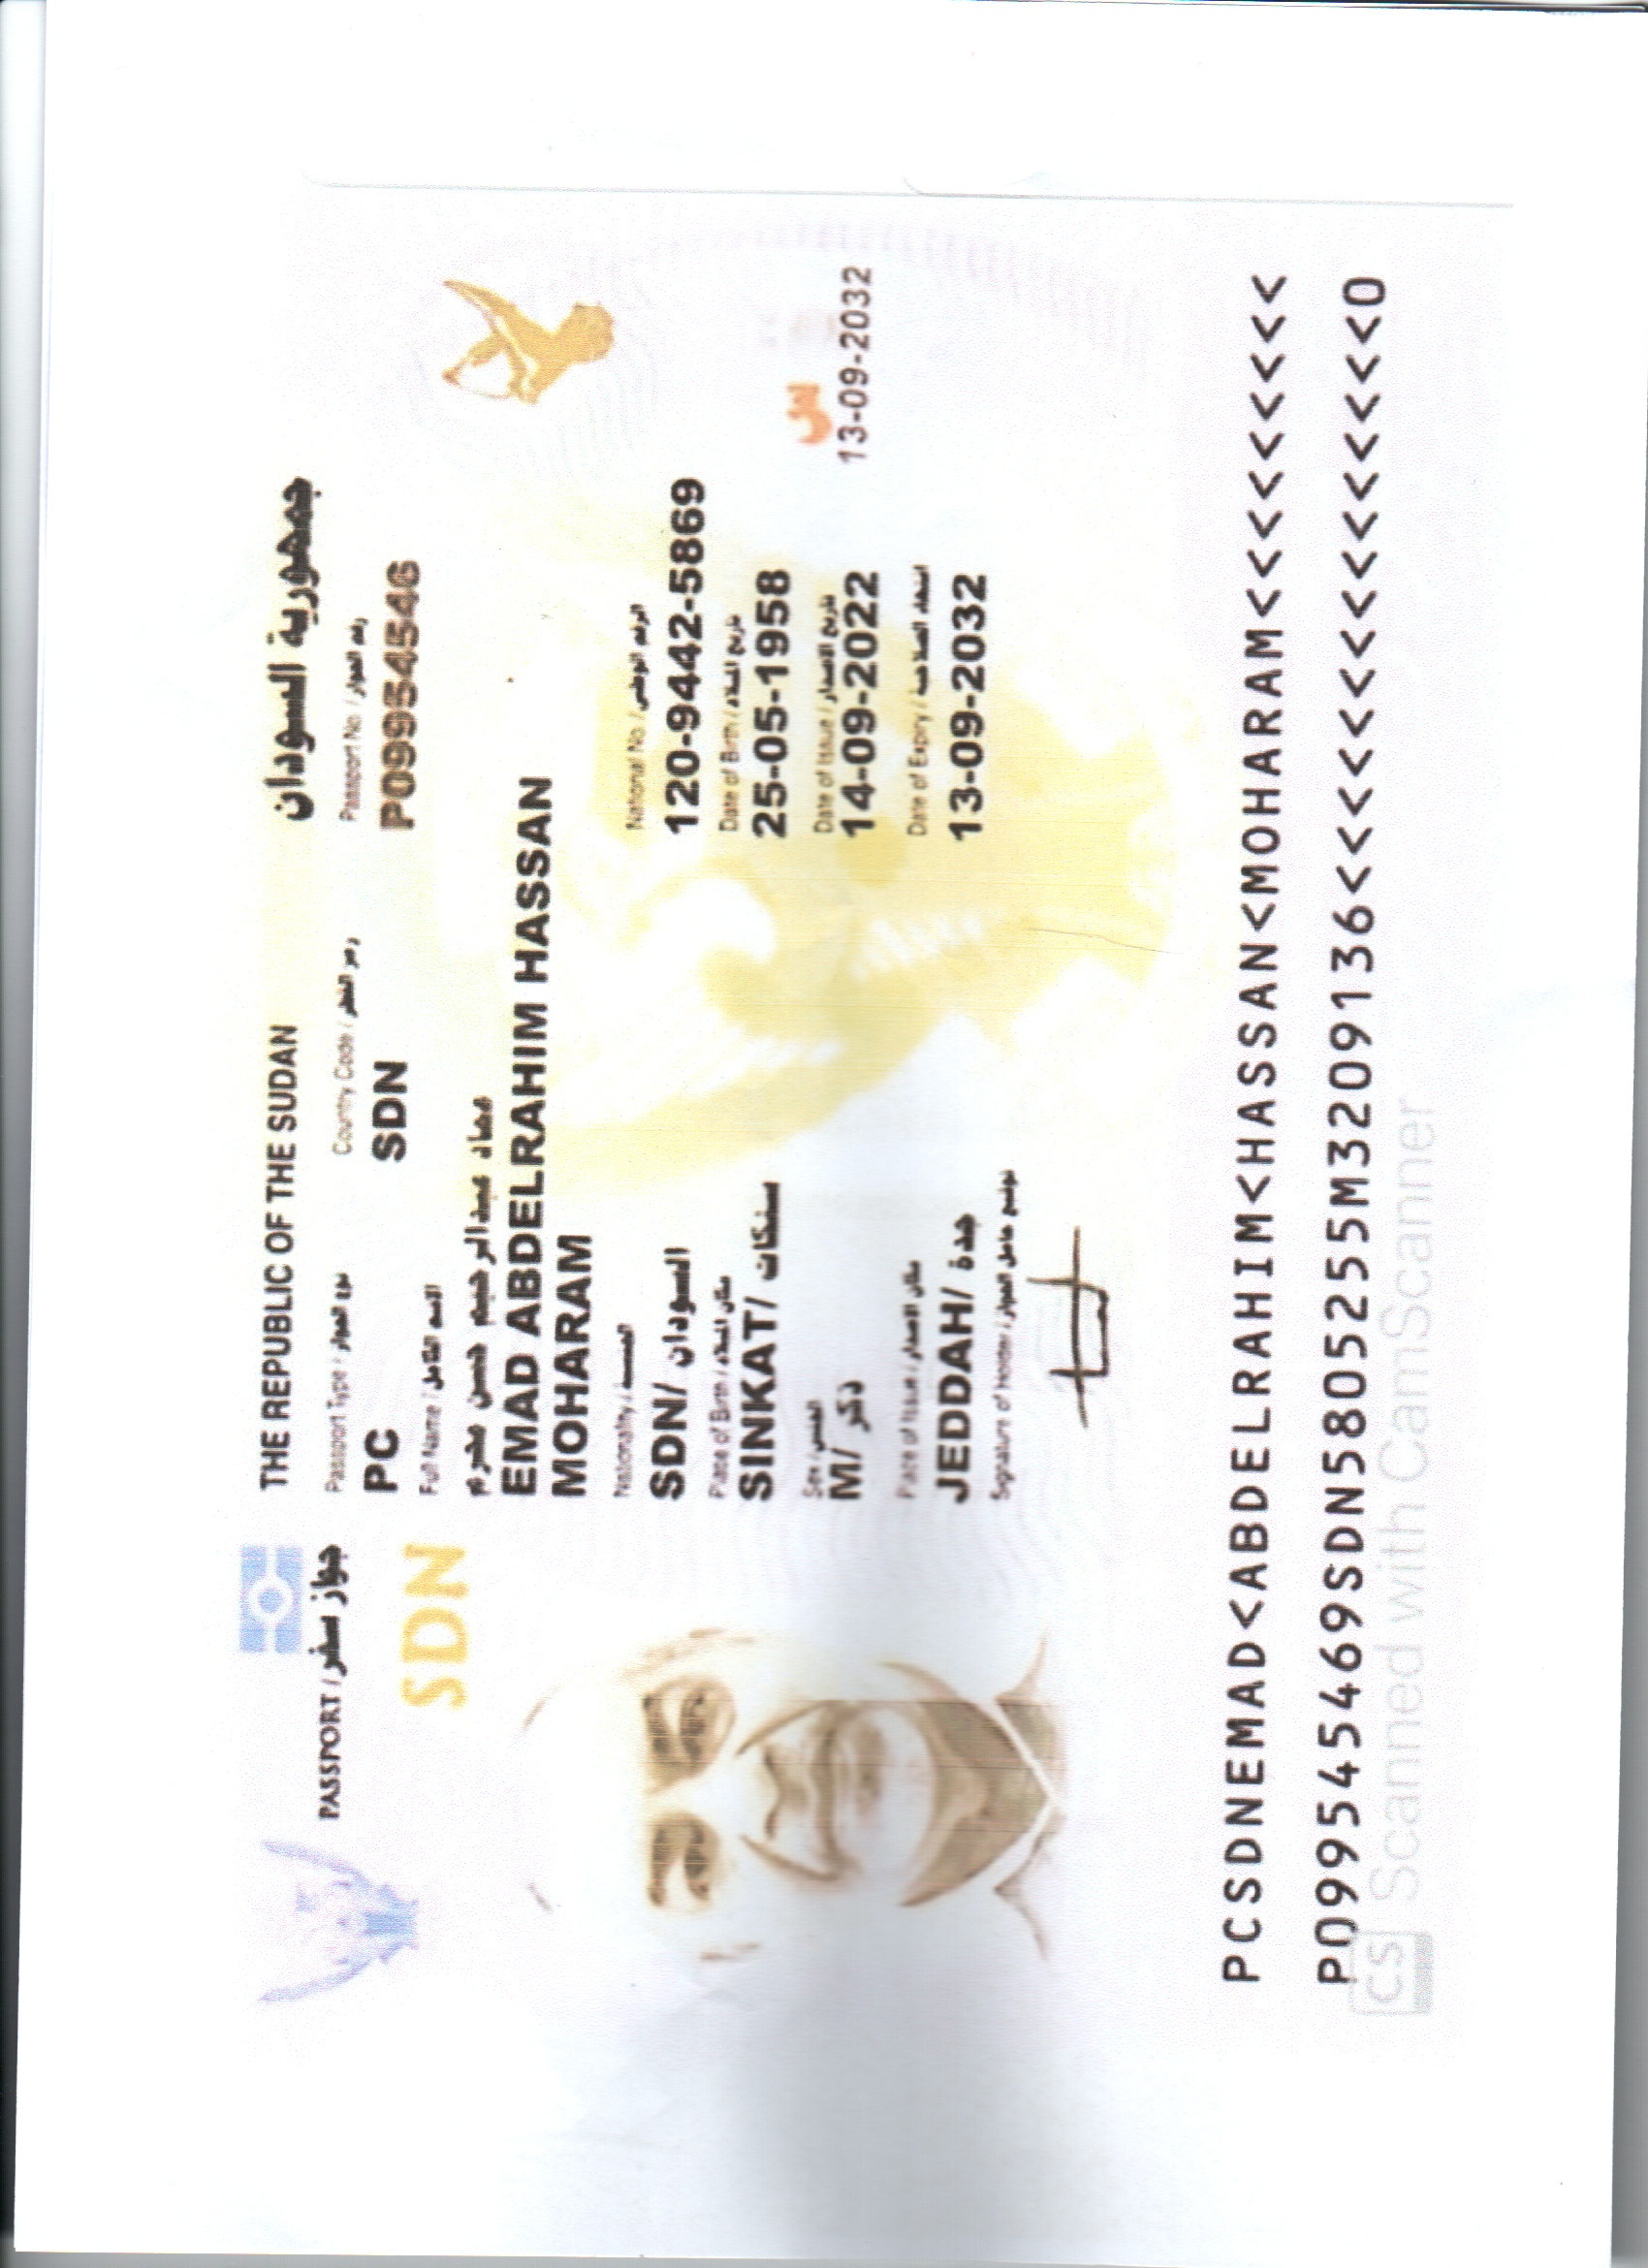 PASSPORT / جواز سفر
THE REPUBLIC OF THE SUDAN جمهورية السودان
SDN
Passport Type / نوع الجواز Country Code / رمز القطر Passport No / رقم الجواز
PC SDN P09954546
Full Name / الاسم الكامل
عماد عبدالرحيم حسن محرم
EMAD ABDELRAHIM HASSAN
MOHARAM
Nationality / الجنسية National No. / الرقم الوطني
SDN/ السودان 120-9442-5869
Place of Birth / مكان الميلاد Date of Birth / تاريخ الميلاد
SINKAT/ سنكات 25-05-1958
Sex / الجنس Date of Issue / تاريخ الاصدار
M/ ذكر 14-09-2022 13-09-2032
Place of Issue / مكان الاصدار Date of Expiry / انتهاء الصلاحية
JEDDAH/ جدة 13-09-2032
Signature of Holder / توقيع حامل الجواز
PCSDNEMAD<ABDELRAHIM<HASSAN<MOHARAM<<<<<<<<<
P099545469SDN5805255M3209136<<<<<<<<<<<<<<<0
CS Scanned with CamScanner